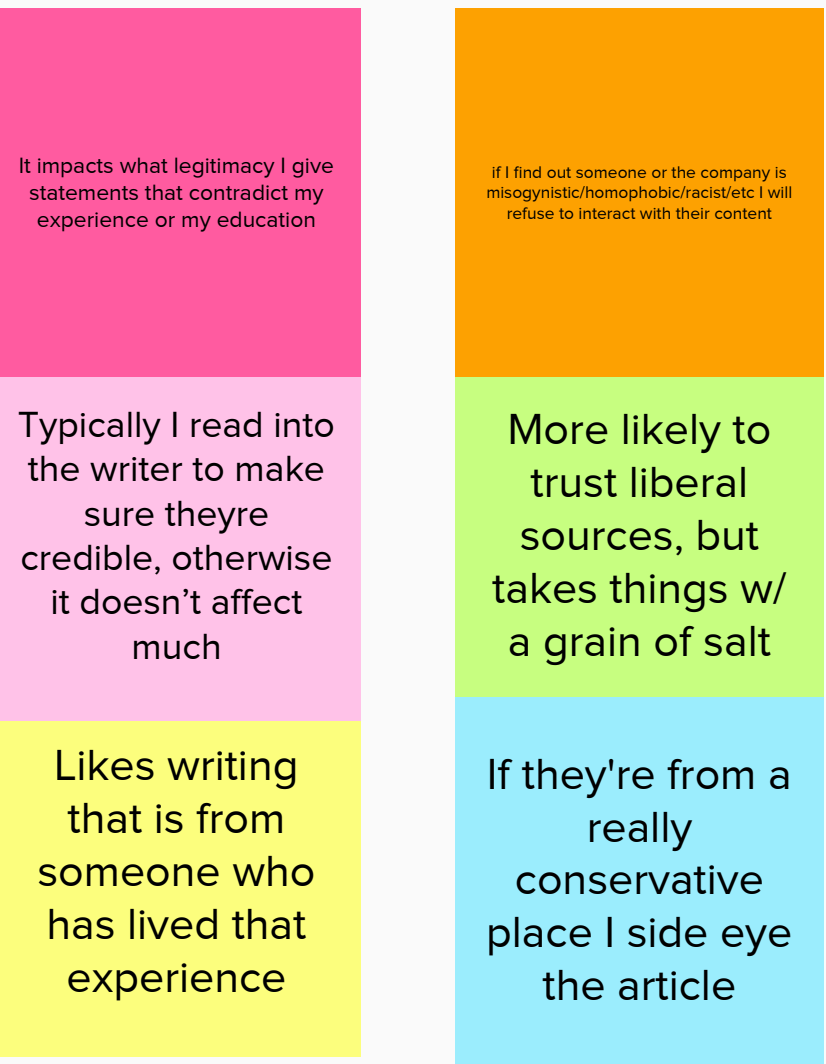 It impacts what legitimacy I give
statements that contradict my
experience or my education
Typically I read into
the writer to make
sure theyre
credible, otherwise
it doesn’t affect
much
Likes writing
that is from
someone who
has lived that
experience
if I find out someone or the company is
misogynistic/homophobic/racist/etc I will
refuse to interact with their content
More likely to
trust liberal
sources, but
takes things w/
a grain of salt
If they're from a
really
conservative
place I side eye
the article